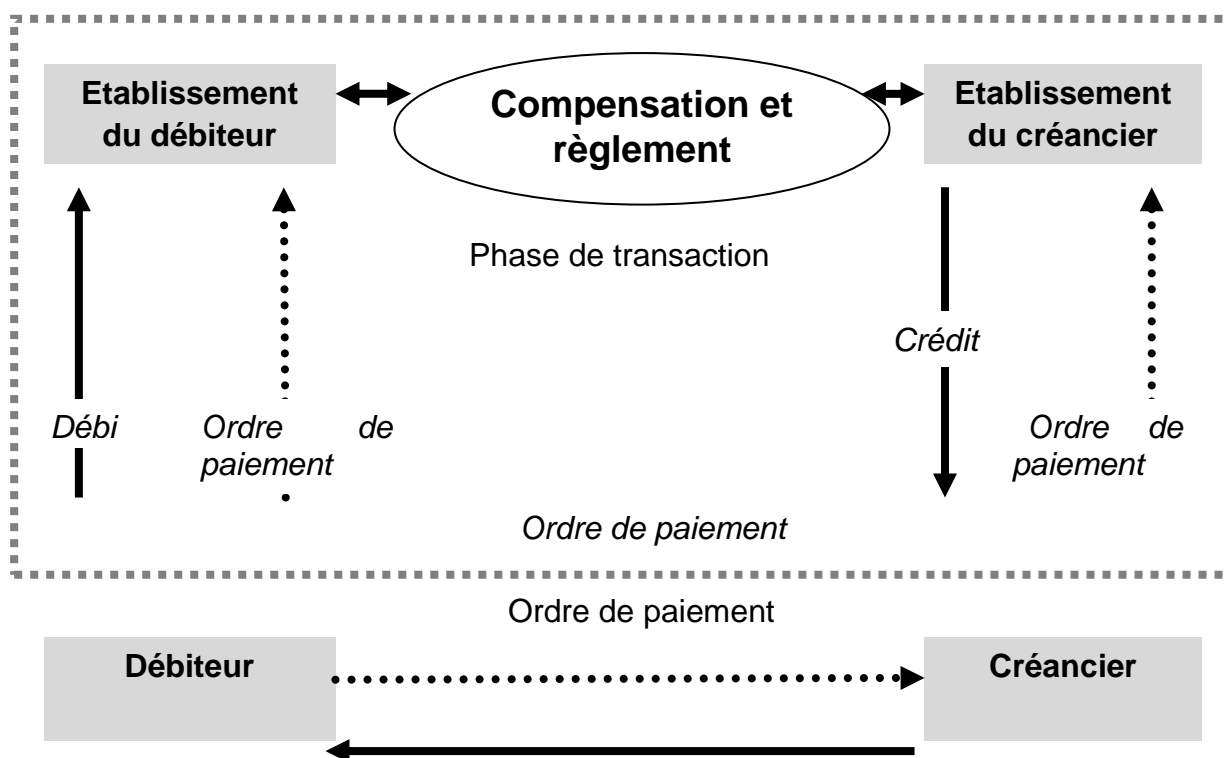 Etablissement
du débiteur
Compensation et
règlement
Etablissement
du créancier
Phase de transaction
Crédit
Débi
Ordre de
paiement
Ordre de
paiement
Ordre de paiement
Ordre de paiement
Débiteur
Créancier